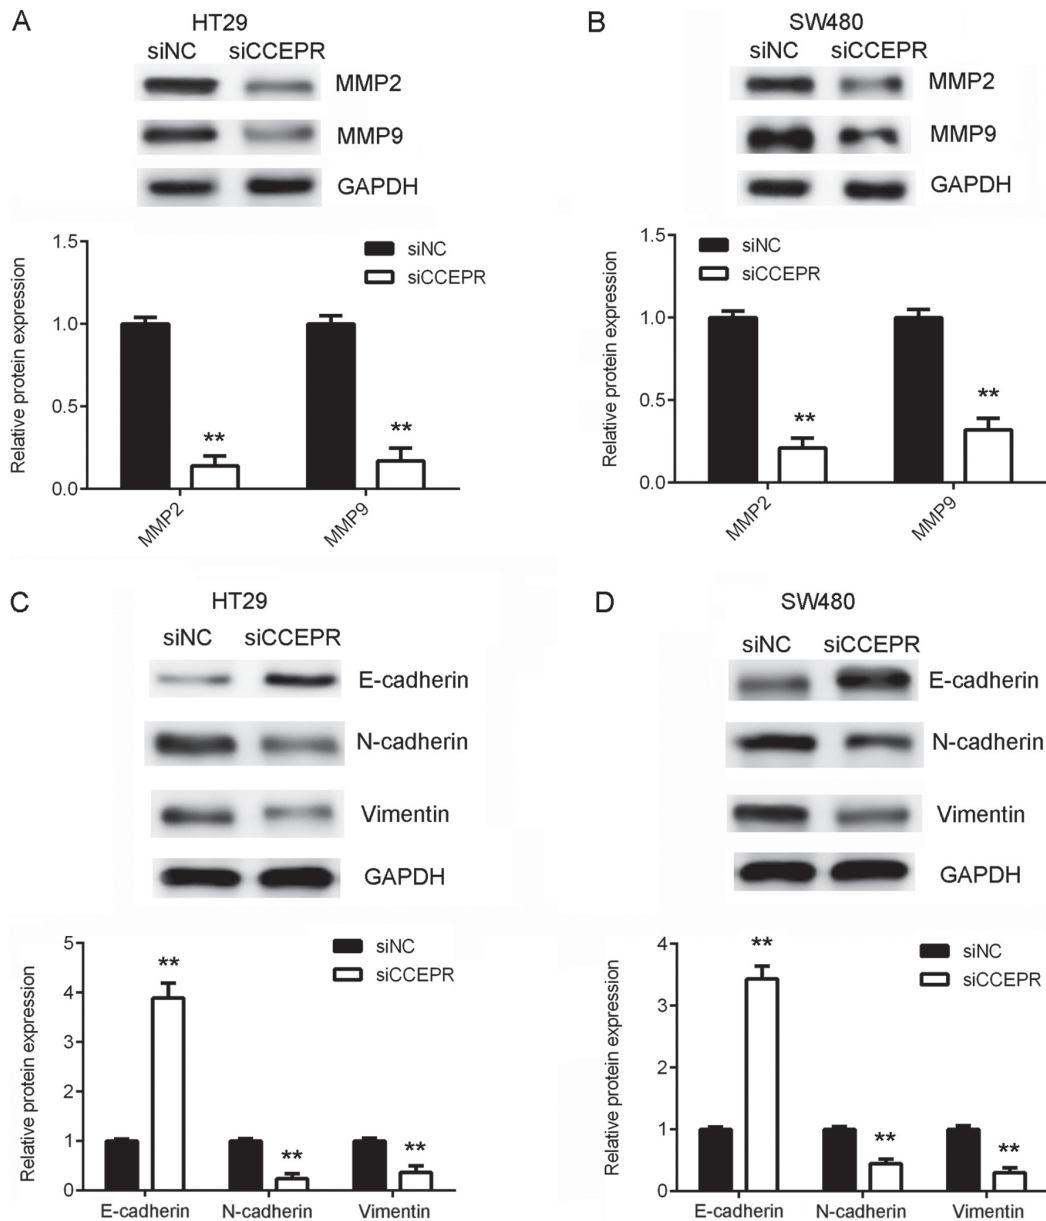 A
HT29
siNC siCCEPR
MMP2
MMP9
GAPDH
1.5
1.0
0.5
0.0
Relative protein expression
siNC
siCCEPR
**
**
MMP2
MMP9
B
SW480
siNC siCCEPR
MMP2
MMP9
GAPDH
1.5
1.0
0.5
0.0
Relative protein expression
siNC
siCCEPR
**
**
MMP2
MMP9
C
HT29
siNC siCCEPR
E-cadherin
N-cadherin
Vimentin
GAPDH
5
4
3
2
1
0
Relative protein expression
siNC
siCCEPR
**
**
**
E-cadherin N-cadherin Vimentin
D
SW480
siNC siCCEPR
E-cadherin
N-cadherin
Vimentin
GAPDH
4
3
2
1
0
Relative protein expression
siNC
siCCEPR
**
**
**
E-cadherin N-cadherin Vimentin